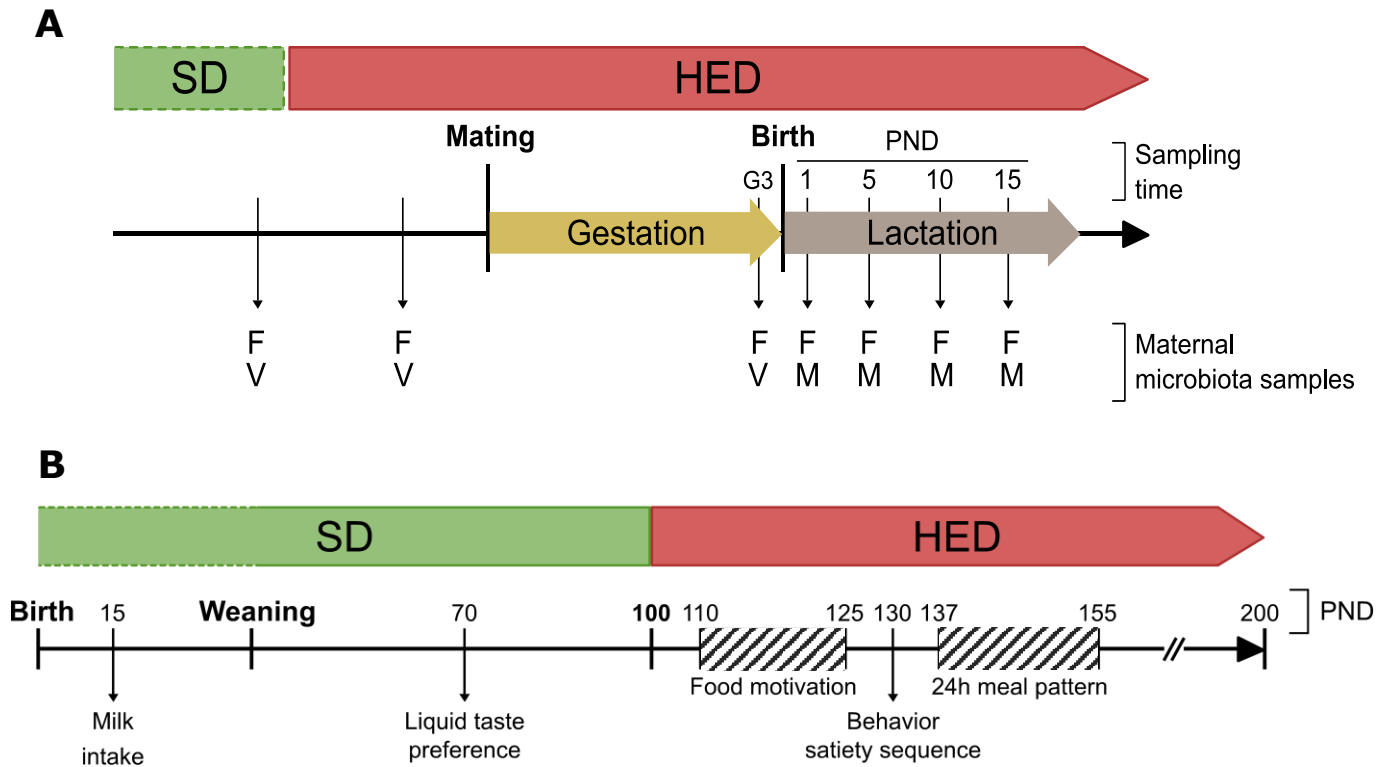 A
SD HED
Mating Birth PND Sampling
time
G3 1 5 10 15
Gestation Lactation
F F F F F F F Maternal
V V V M M M M microbiota samples
B
SD HED
Birth 15 Weaning 70 100 110 125 130 137 155 200 PND
Food motivation 24h meal pattern
Milk Liquid taste Behavior
intake preference satiety sequence